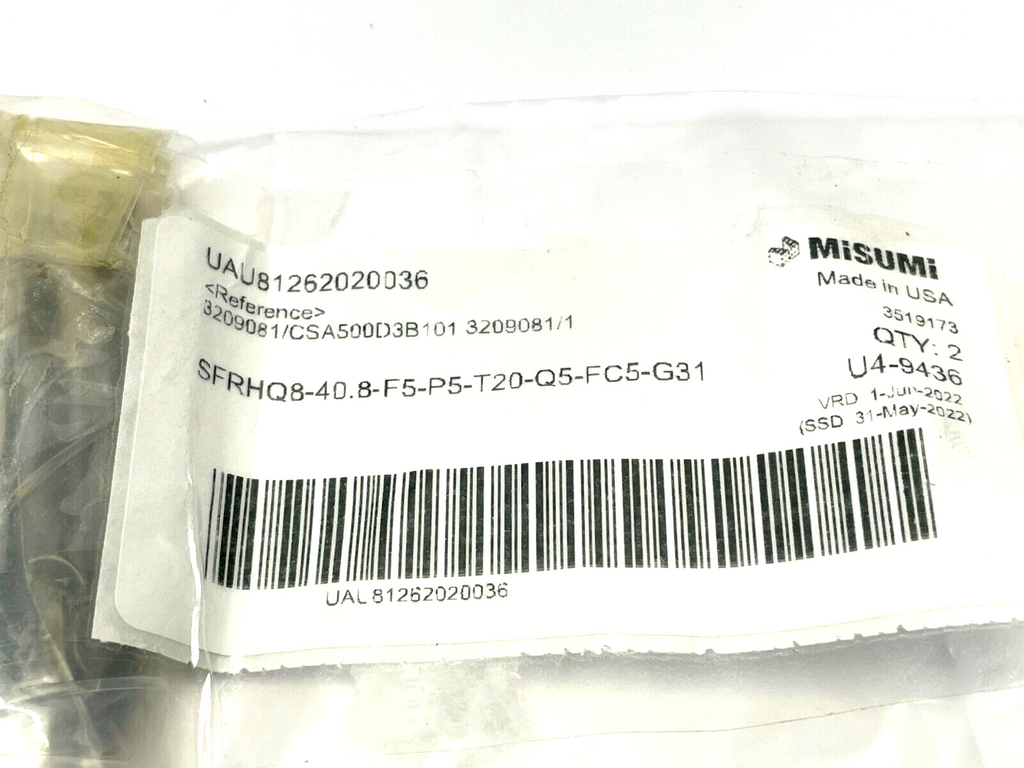 UAU81262020036
<Reference>
3209081/CSA500D3B101 3209081/1
SFRHQ8-40.8-F5-P5-T20-Q5-FC5-G31
MiSUMi
Made in USA
3519173
QTY: 2
U4-9436
VRD 1-Jun-2022
(SSD 31-May-2022)
UAL81262020036